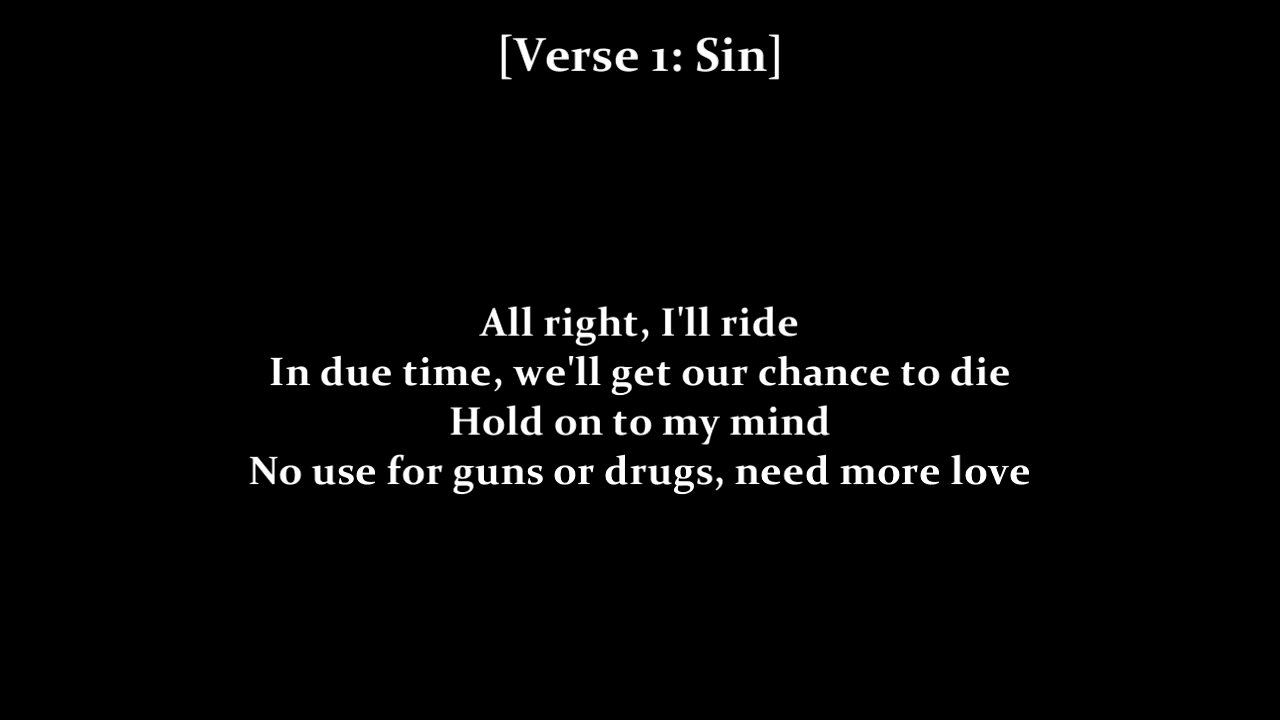 [Verse 1: Sin]
All right, I'll ride
In due time, we'll get our chance to die
Hold on to my mind
No use for guns or drugs, need more love